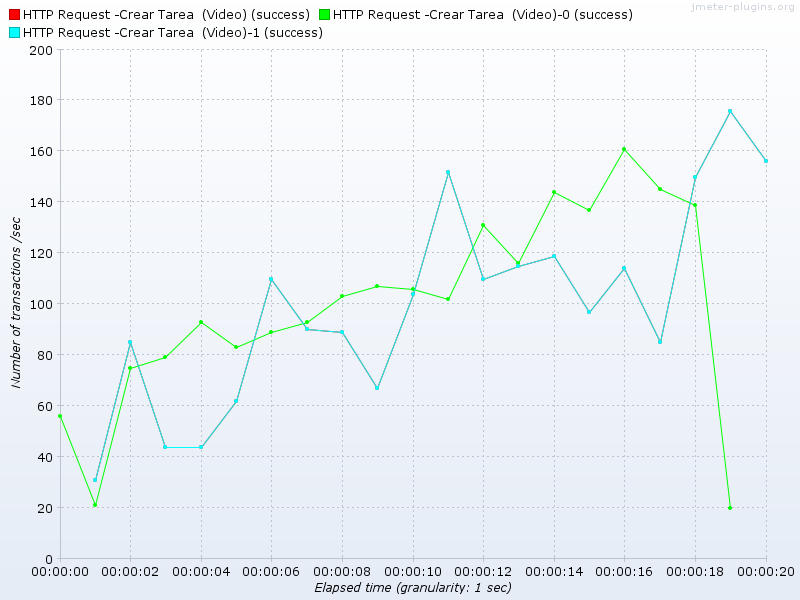 HTTP Request -Crear Tarea  (Video) (success) HTTP Request -Crear Tarea  (Video)-0 (success)
HTTP Request -Crear Tarea  (Video)-1 (success)
jmeter-plugins.org
200
180
160
140
120
100
80
60
40
20
0
Number of transactions /sec
00:00:00 00:00:02 00:00:04 00:00:06 00:00:08 00:00:10 00:00:12 00:00:14 00:00:16 00:00:18 00:00:20
Elapsed time (granularity: 1 sec)